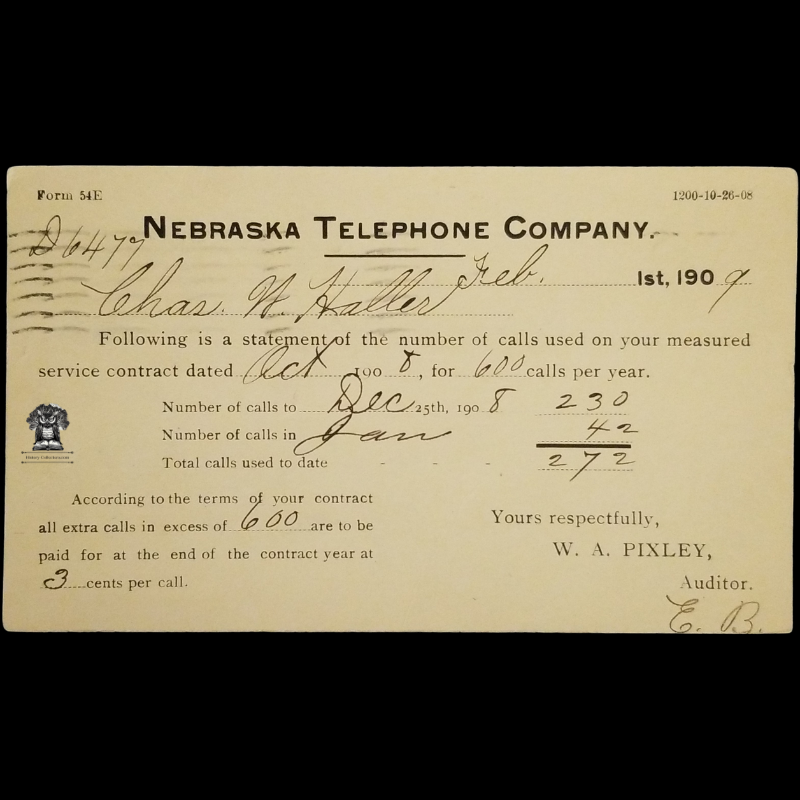 Form 54E 1200-10-26-08
D6477
NEBRASKA TELEPHONE COMPANY.
Feb. 1st, 1909
Chas. W. Haller
Following is a statement of the number of calls used on your measured
service contract dated Oct 1908, for 600 calls per year.
Number of calls to Dec 25th, 1908 230
Number of calls in Jan 42
Total calls used to date - - - 272
According to the terms of your contract
all extra calls in excess of 600 are to be
paid for at the end of the contract year at
3 cents per call.
Yours respectfully,
W. A. PIXLEY,
Auditor.
E. B.